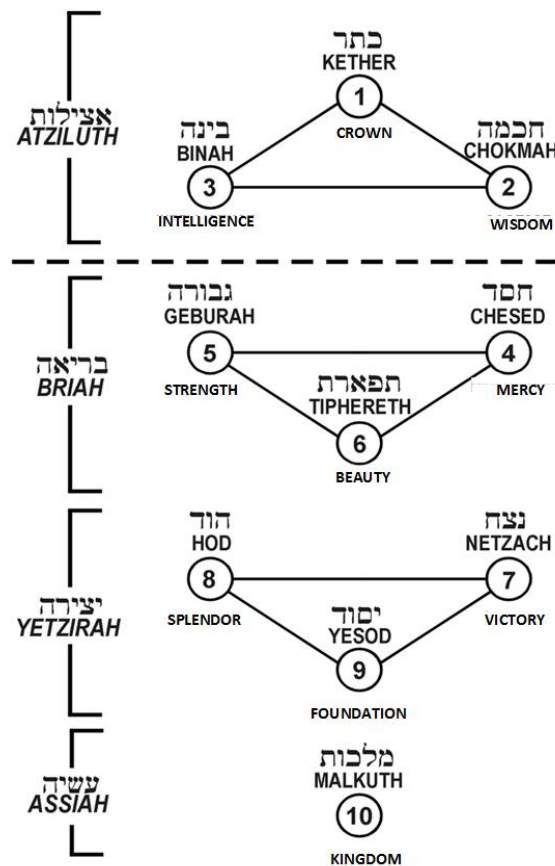 אצילות
ATZILUTH
כתר
KETHER
1
CROWN
בינה
BINAH
3
INTELLIGENCE
חכמה
CHOKMAH
2
WISDOM
בריאה
BRIAH
גבורה
GEBURAH
5
STRENGTH
חסד
CHESED
4
MERCY
תפארת
TIPHERETH
6
BEAUTY
יצירה
YETZIRAH
הוד
HOD
8
SPLENDOR
נצח
NETZACH
7
VICTORY
יסוד
YESOD
9
FOUNDATION
עשיה
ASSIAH
מלכות
MALKUTH
10
KINGDOM